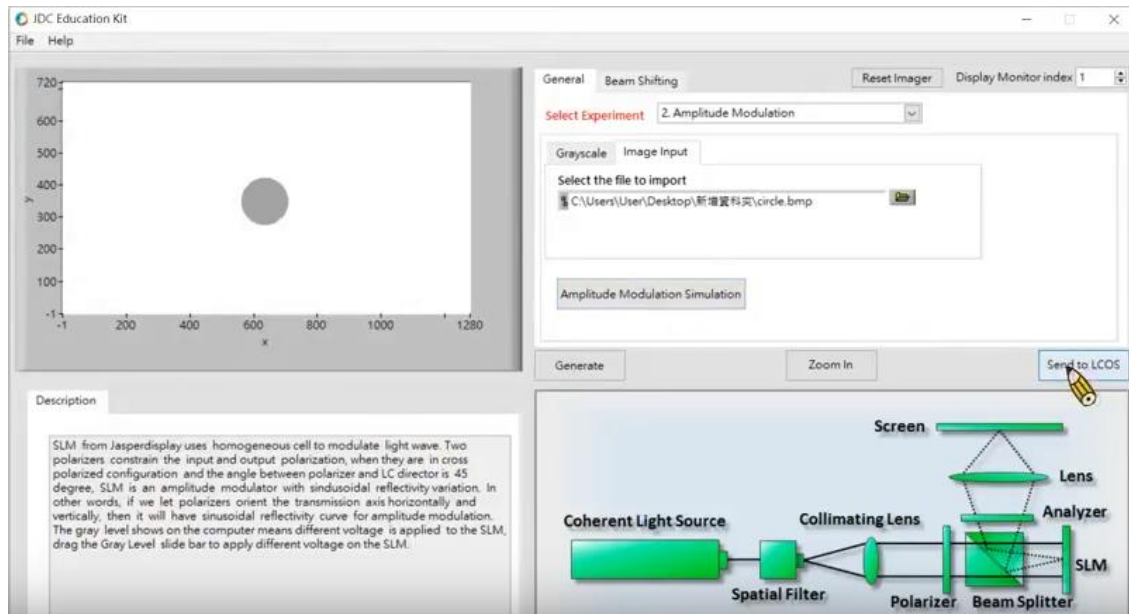 JDC Education Kit
File Help
720
600
500
400
300
200
100
-1
y
-1 200 400 600 800 1000 1280
x
General Beam Shifting Reset Imager Display Monitor index 1
Select Experiment 2. Amplitude Modulation
Grayscale Image Input
Select the file to import
C:\Users\User\Desktop\新增資料夾\circle.bmp
Amplitude Modulation Simulation
Generate Zoom In Send to LCOS
Description
SLM from Jasperdisplay uses homogeneous cell to modulate light wave. Two
polarizers constrain the input and output polarization, when they are in cross
polarized configuration and the angle between polarizer and LC director is 45
degree, SLM is an amplitude modulator with sindusoidal reflectivity variation. In
other words, if we let polarizers orient the transmission axis horizontally and
vertically, then it will have sinusoidal reflectivity curve for amplitude modulation.
The gray level shows on the computer means different voltage is applied to the SLM,
drag the Gray Level slide bar to apply different voltage on the SLM.
Screen
Lens
Analyzer
Coherent Light Source
Collimating Lens
SLM
Spatial Filter
Polarizer
Beam Splitter